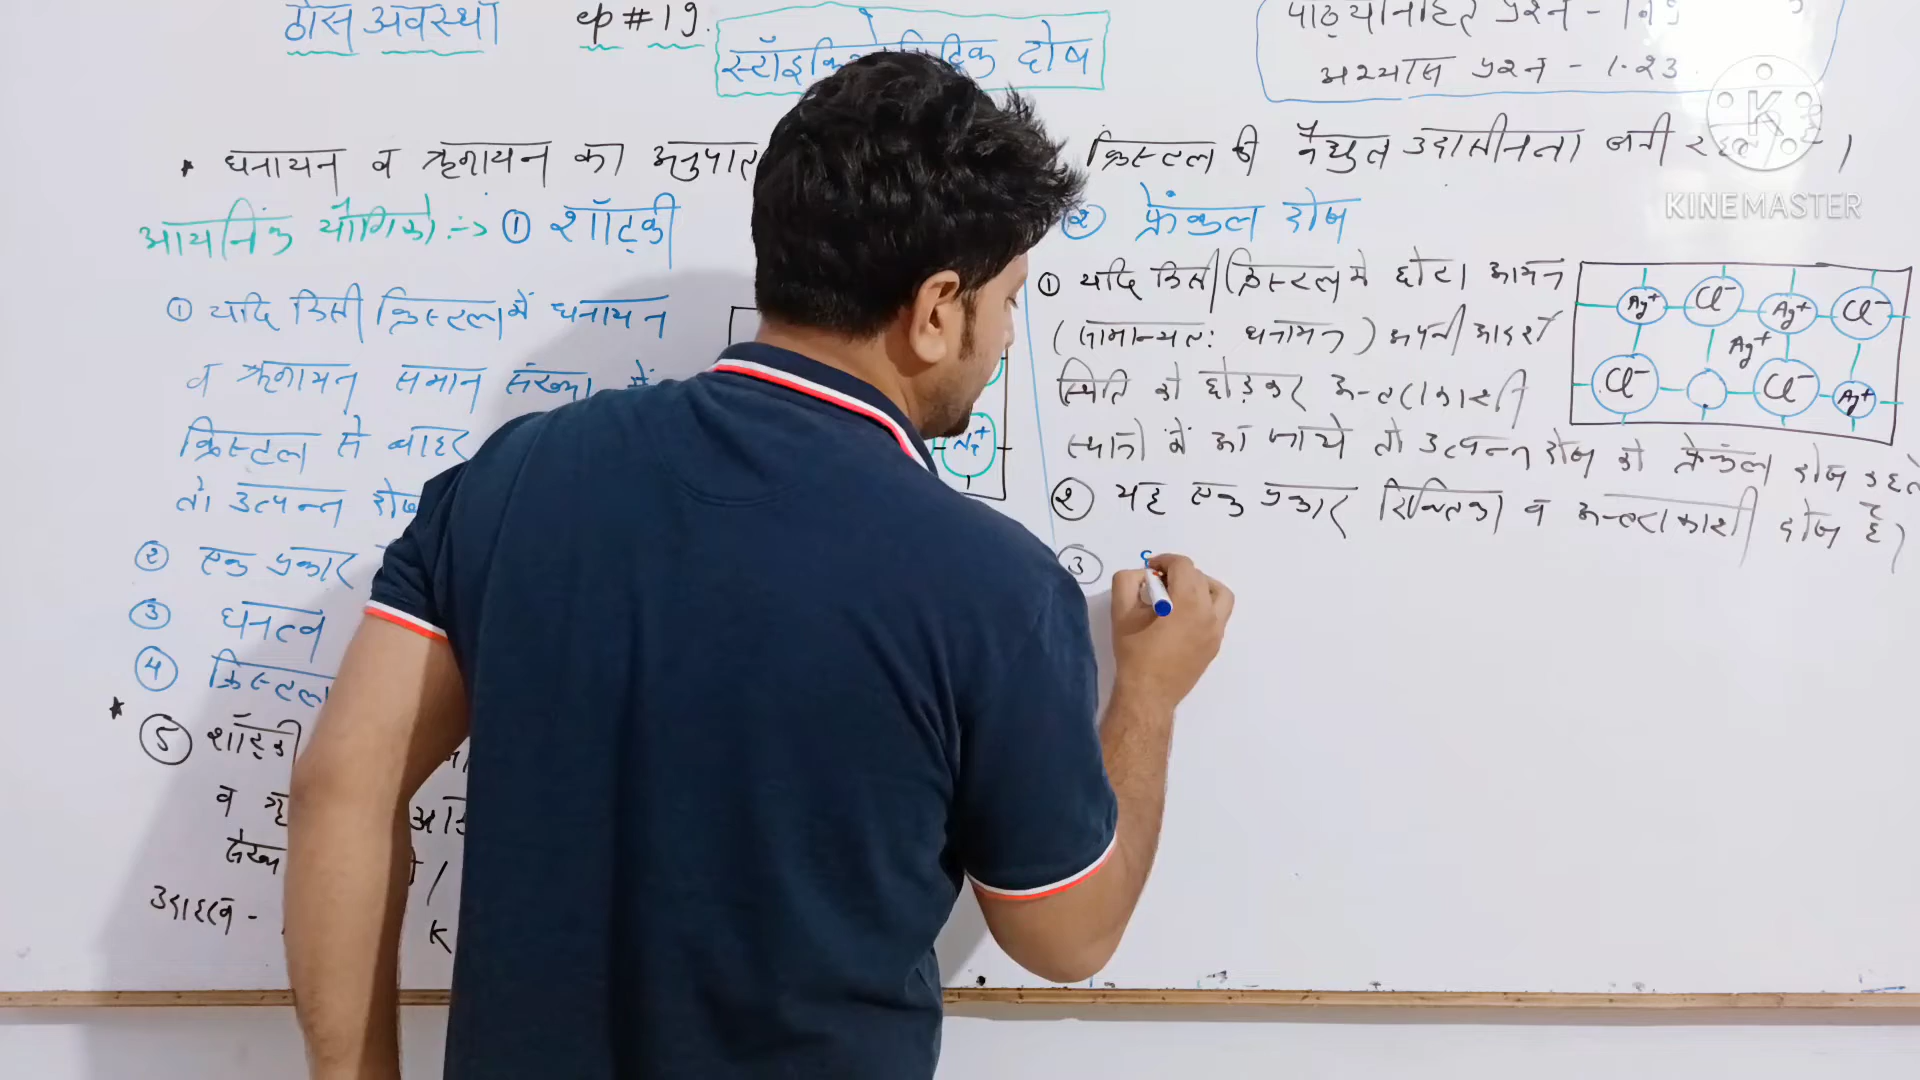 ठोस अवस्था ep # 19.
दोष
पाठ्यनिहित प्रश्न -
अभ्यास प्रश्न - 1.23
KINEMASTER
* धनायन व ऋणायन का अनुपात
क्रिस्टल की वैद्युत उदासीनता बनी
आयनिक यौगिको :-> ① शॉट्की
① यदि किसी क्रिस्टल में धनायन
व ऋणायन समान संख्या में
क्रिस्टल से बाहर
तो उत्पन्न दोष
② एक प्रकार
③ घनत्व
④ क्रिस्टल
* ⑤ शॉट्की
व
संख्या
उदाहरण -
K
Na+
② फ्रेंकल दोष
① यदि किसी क्रिस्टल मे छोटा आयन
(सामान्यतः धनायन) अपनी आदर्श
स्थिति को छोड़कर अन्तराकाशी
स्थानो में आ जाये तो उत्पन्न दोष को फ्रेंकल दोष कहते
② यह एक प्रकार रिक्तिका व अन्तराकाशी दोष है।
③
Ag+ Cl- Ag+ Cl-
Ag+
Cl- Cl- Ag+